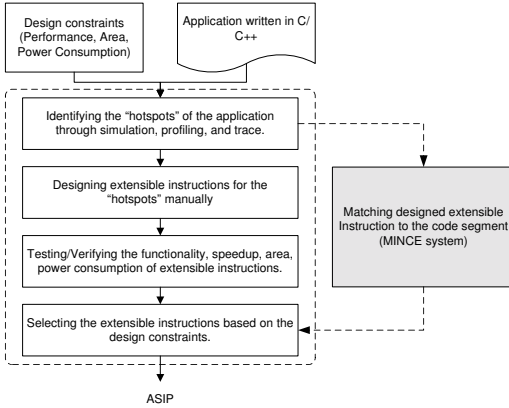 Design constraints
(Performance, Area,
Power Consumption)
Application written in C/
C++
Identifying the “hotspots” of the application
through simulation, profiling, and trace.
Designing extensible instructions for the
“hotspots” manually
Matching designed extensible
Instruction to the code segment
(MINCE system)
Testing/Verifying the functionality, speedup, area,
power consumption of extensible instructions.
Selecting the extensible instructions based on the
design constraints.
ASIP